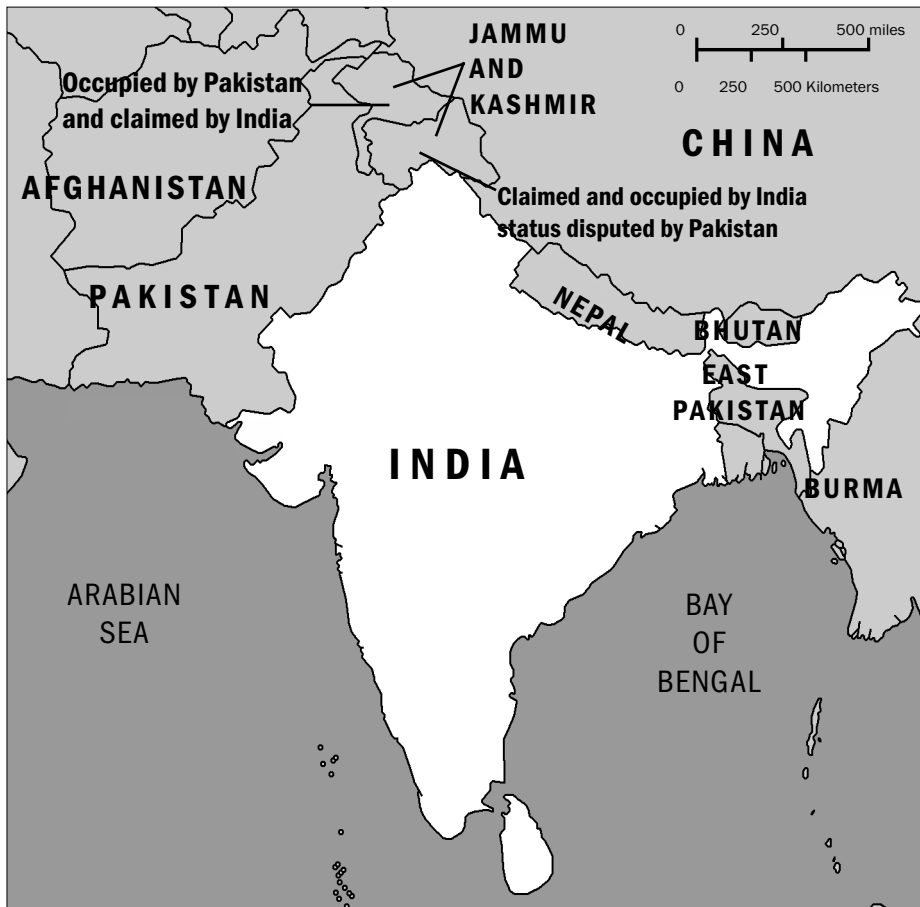 JAMMU
AND
KASHMIR
0 250 500 miles
0 250 500 Kilometers
Occupied by Pakistan
and claimed by India
CHINA
AFGHANISTAN
Claimed and occupied by India
status disputed by Pakistan
PAKISTAN
NEPAL
BHUTAN
EAST
PAKISTAN
INDIA
BURMA
ARABIAN
SEA
BAY
OF
BENGAL